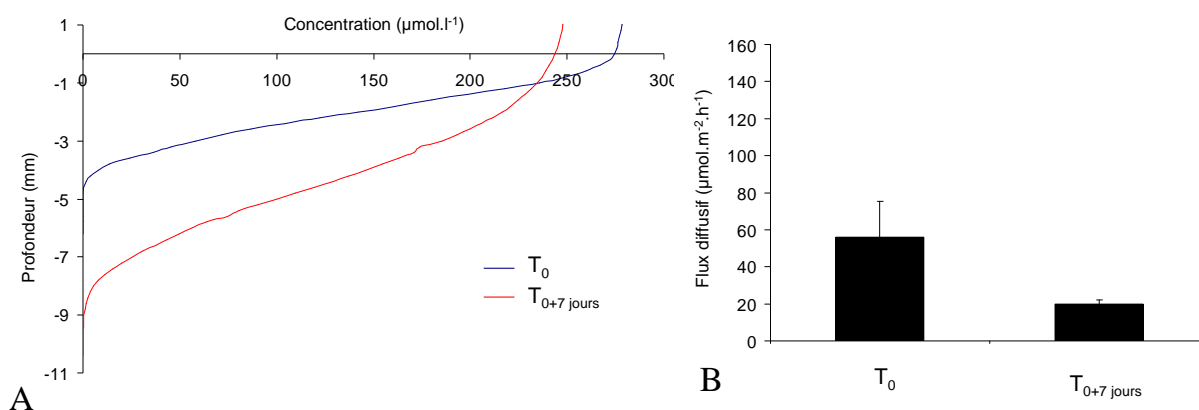 Concentration (µmol.l⁻¹)
1
0
50
100
150
200
250
300
-1
-3
-5
-7
-9
-11
Profondeur (mm)
T₀
T₀₊₇ jours
A
160
140
120
100
80
60
40
20
0
Flux diffusif (µmol.m⁻².h⁻¹)
T₀
T₀₊₇ jours
B